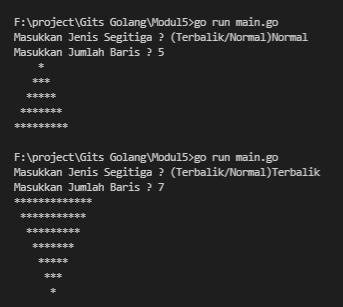 F:\project\Gits Golang\Modul5>go run main.go
Masukkan Jenis Segitiga ? (Terbalik/Normal)Normal
Masukkan Jumlah Baris ? 5
    *
   ***
  *****
 *******
*********

F:\project\Gits Golang\Modul5>go run main.go
Masukkan Jenis Segitiga ? (Terbalik/Normal)Terbalik
Masukkan Jumlah Baris ? 7
*************
 ***********
  *********
   *******
    *****
     ***
      *